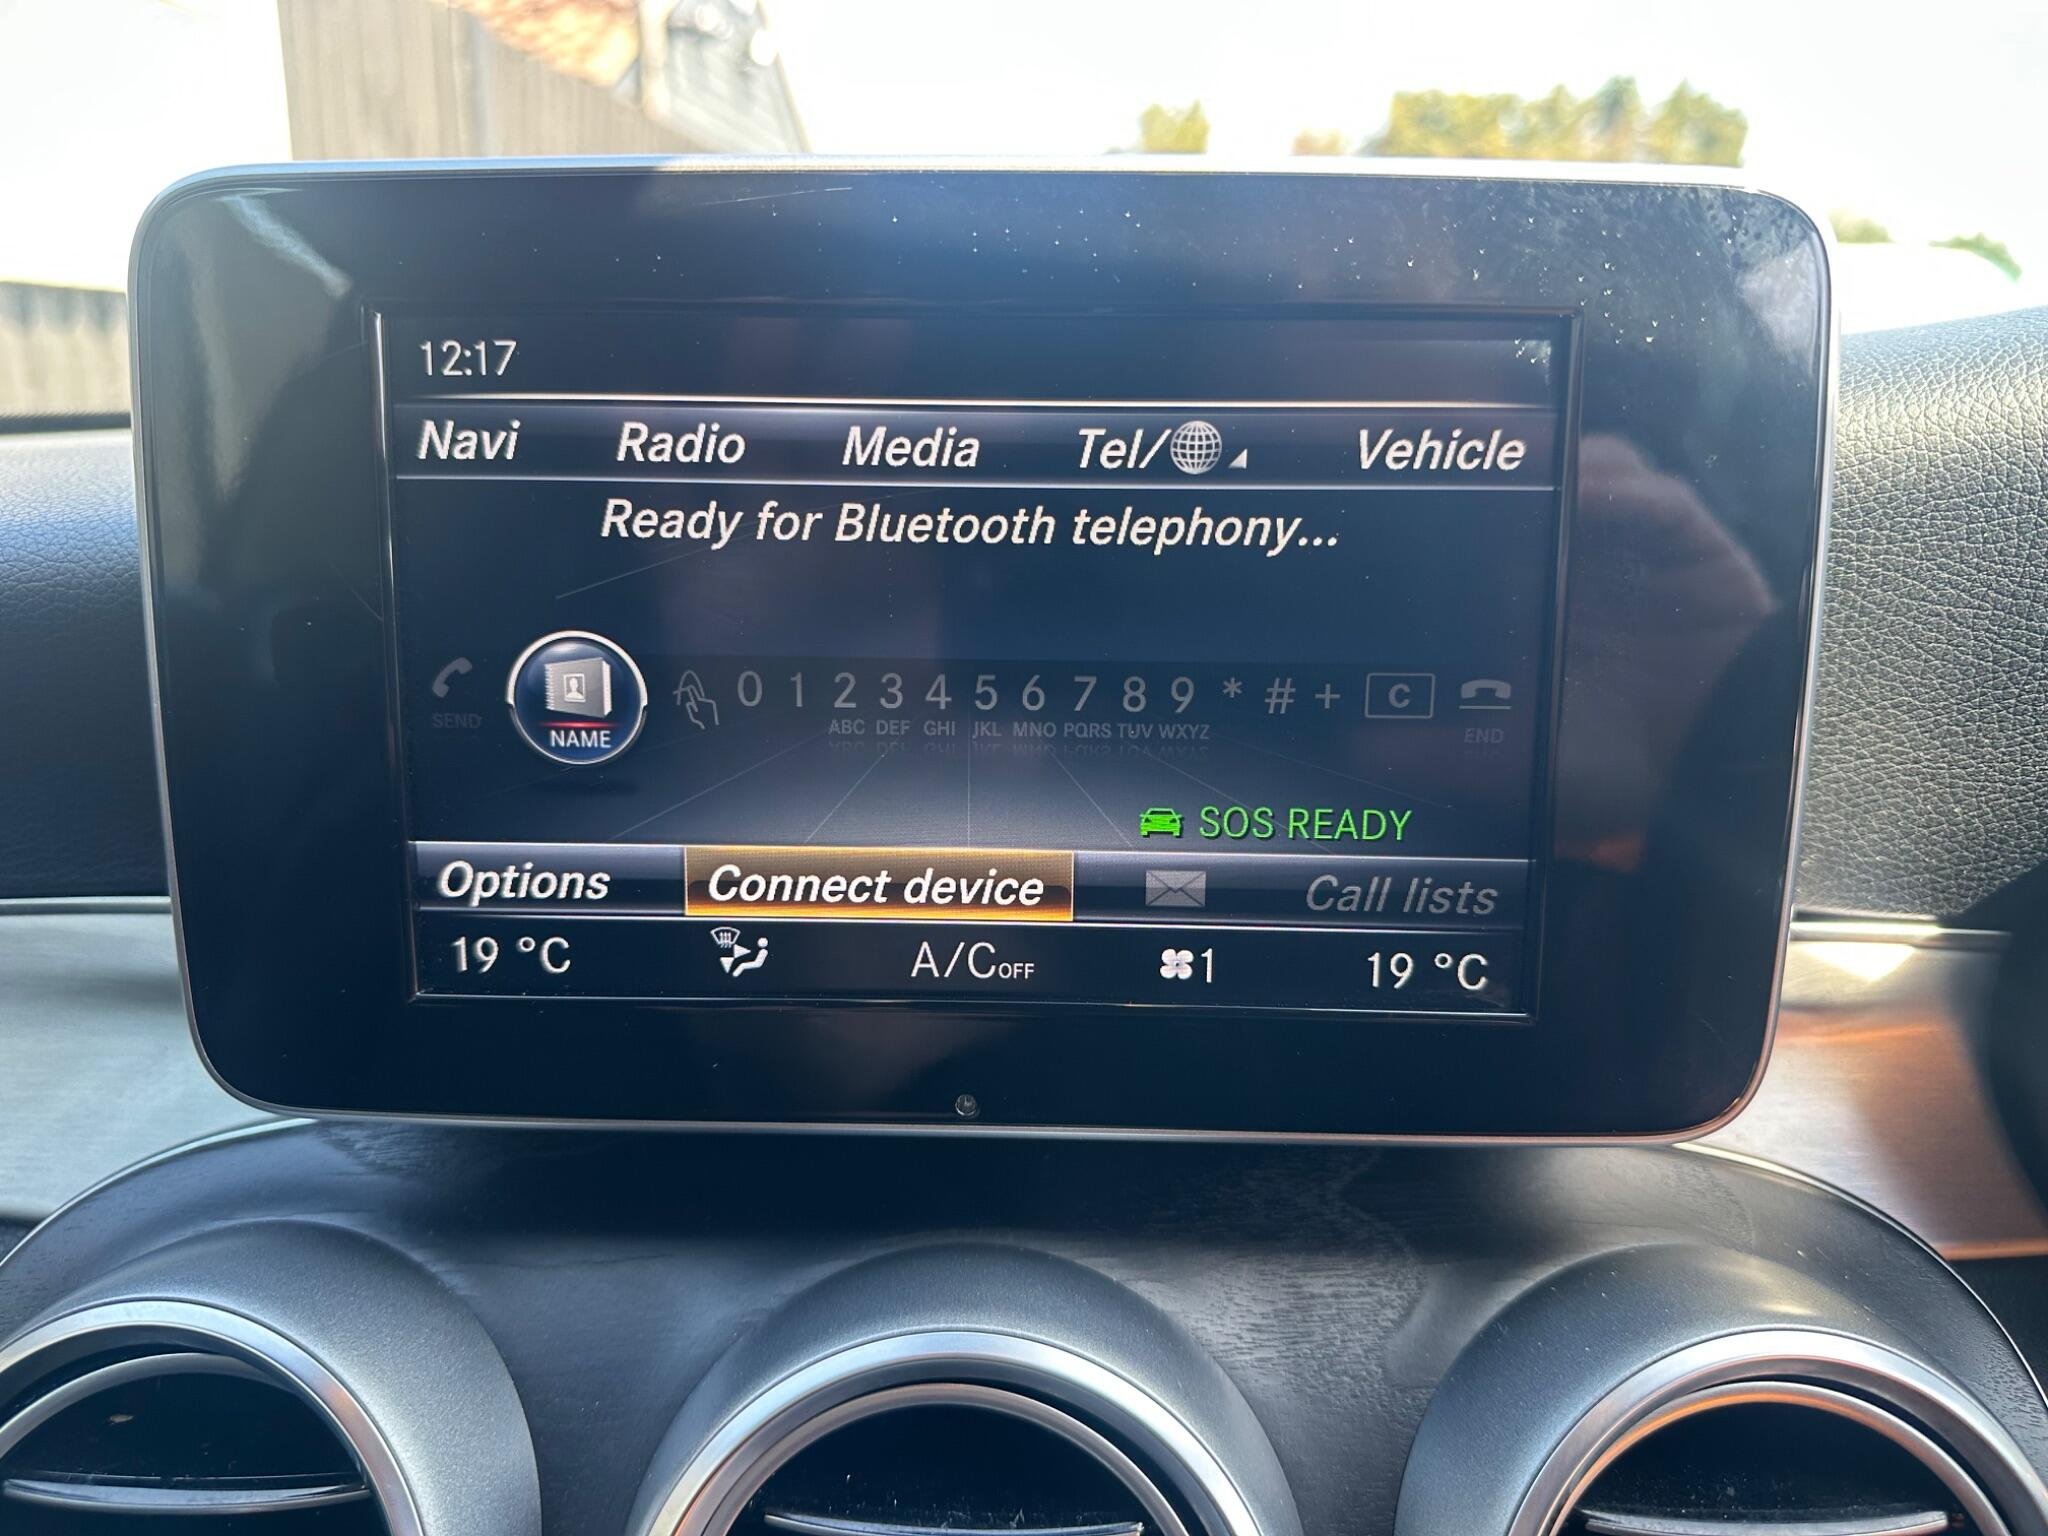 12:17
Navi Radio Media Tel/ Vehicle
Ready for Bluetooth telephony...
0 1 2 3 4 5 6 7 8 9 * # + C
SEND NAME ABC DEF GHI JKL MNO PQRS TUV WXYZ END
SOS READY
Options Connect device Call lists
19 °C A/C OFF 1 19 °C